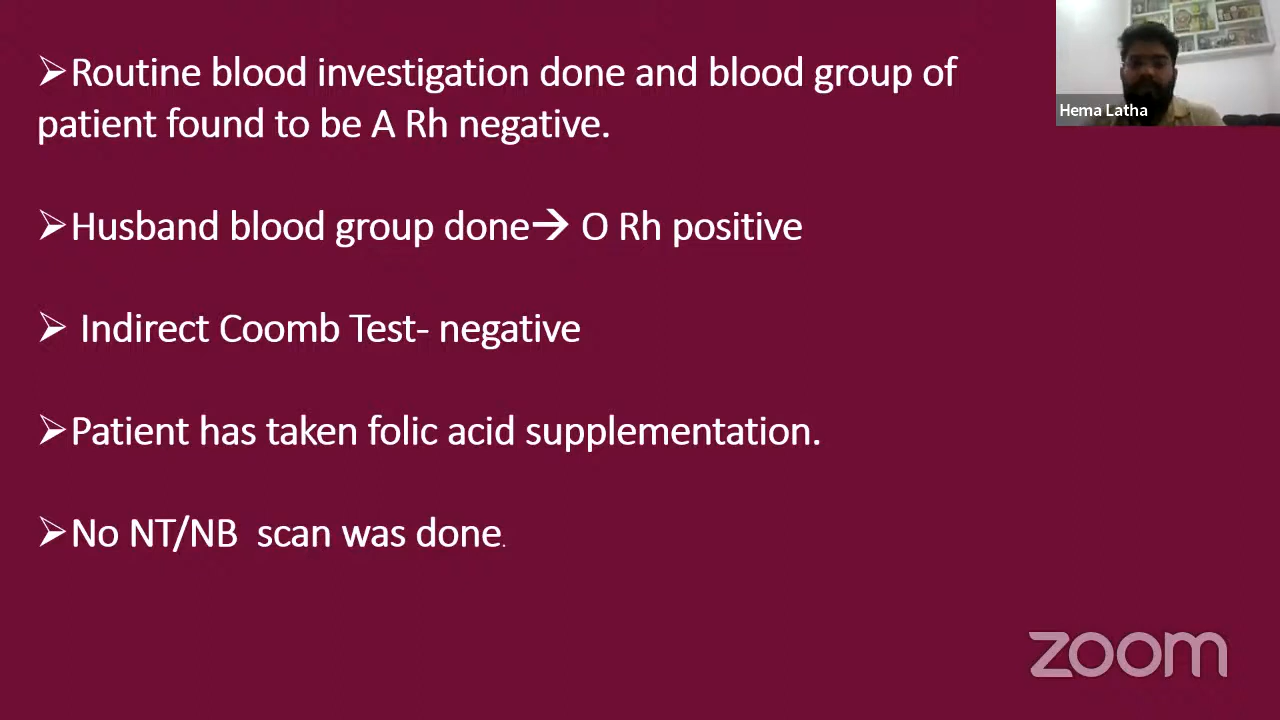 ➢Routine blood investigation done and blood group of
patient found to be A Rh negative.
➢Husband blood group done→ O Rh positive
➢ Indirect Coomb Test- negative
➢Patient has taken folic acid supplementation.
➢No NT/NB  scan was done.
Hema Latha
zoom